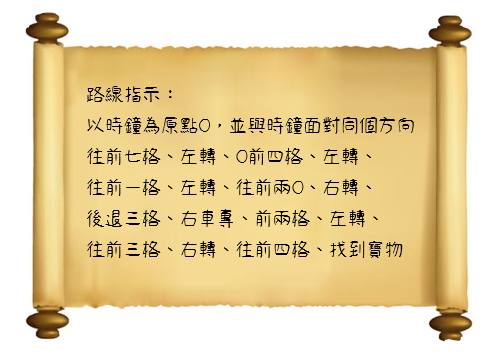 路線指示：
以時鐘為原點O，並與時鐘面對同個方向
往前七格、左轉、O前四格、左轉、
往前一格、左轉、往前兩O、右轉、
後退三格、右車專、前兩格、左轉、
往前三格、右轉、往前四格、找到寶物